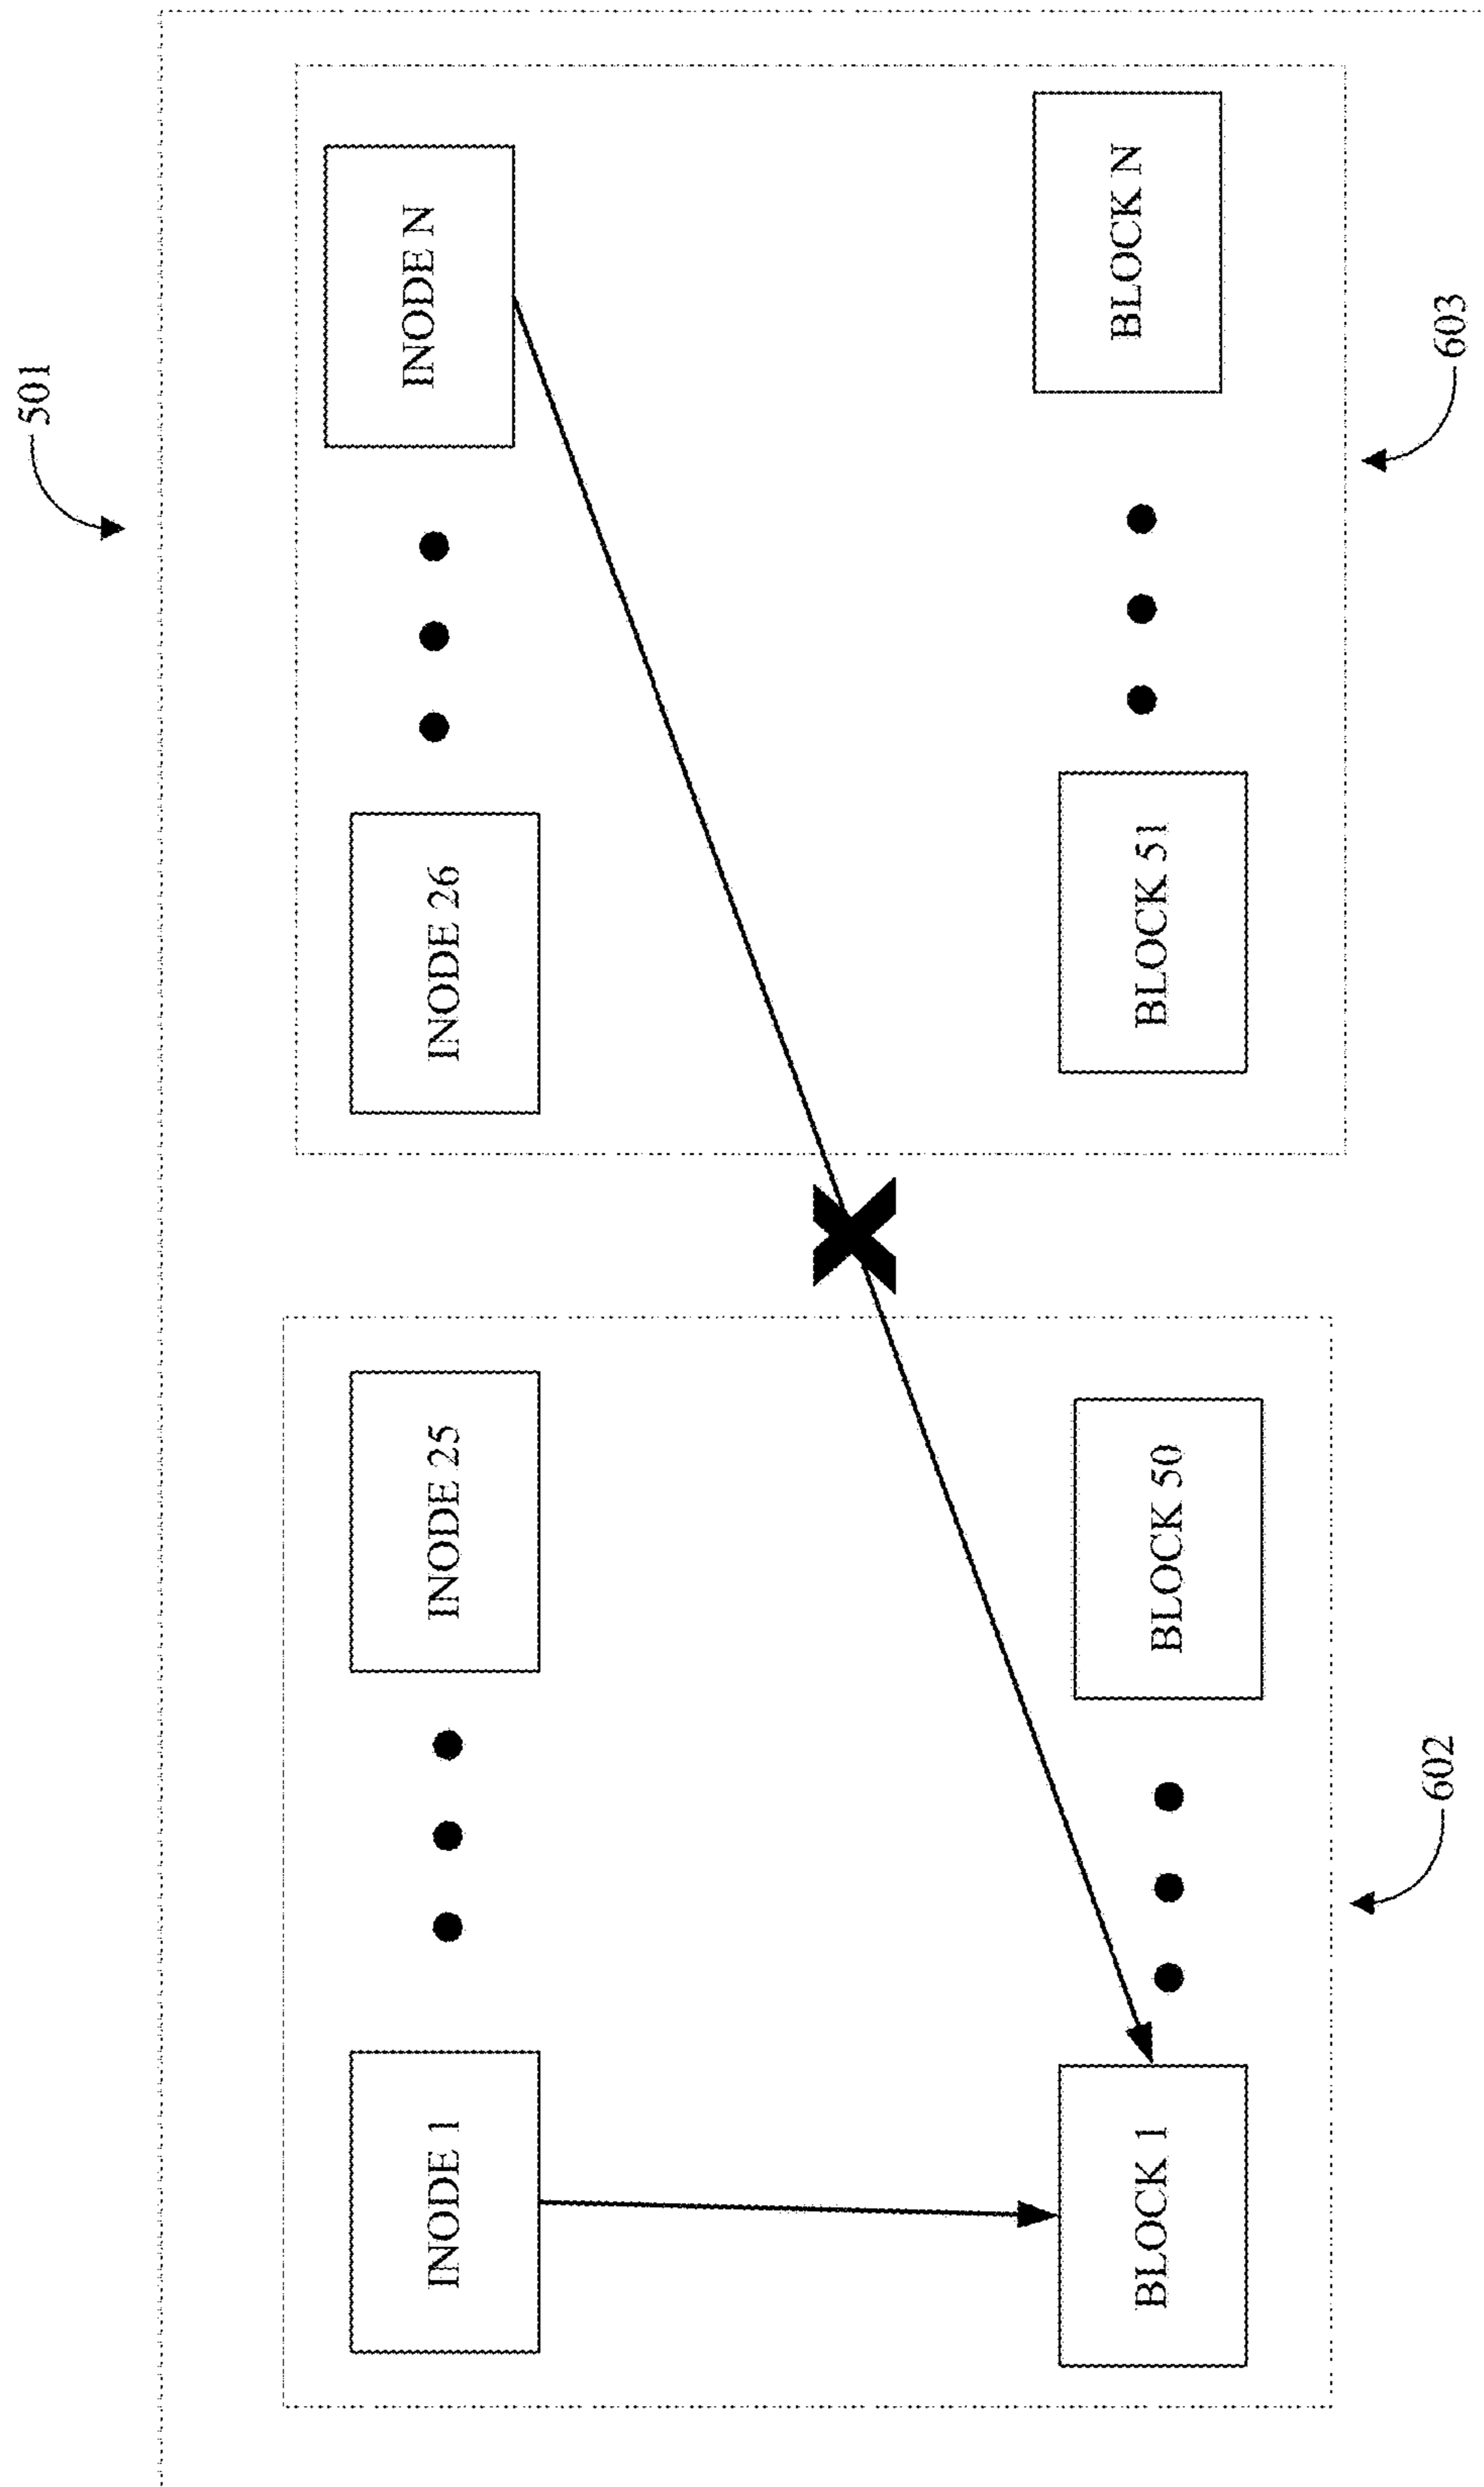 501
INODE 1
INODE 25
INODE 26
INODE N
BLOCK 1
BLOCK 50
BLOCK 51
BLOCK N
602
603